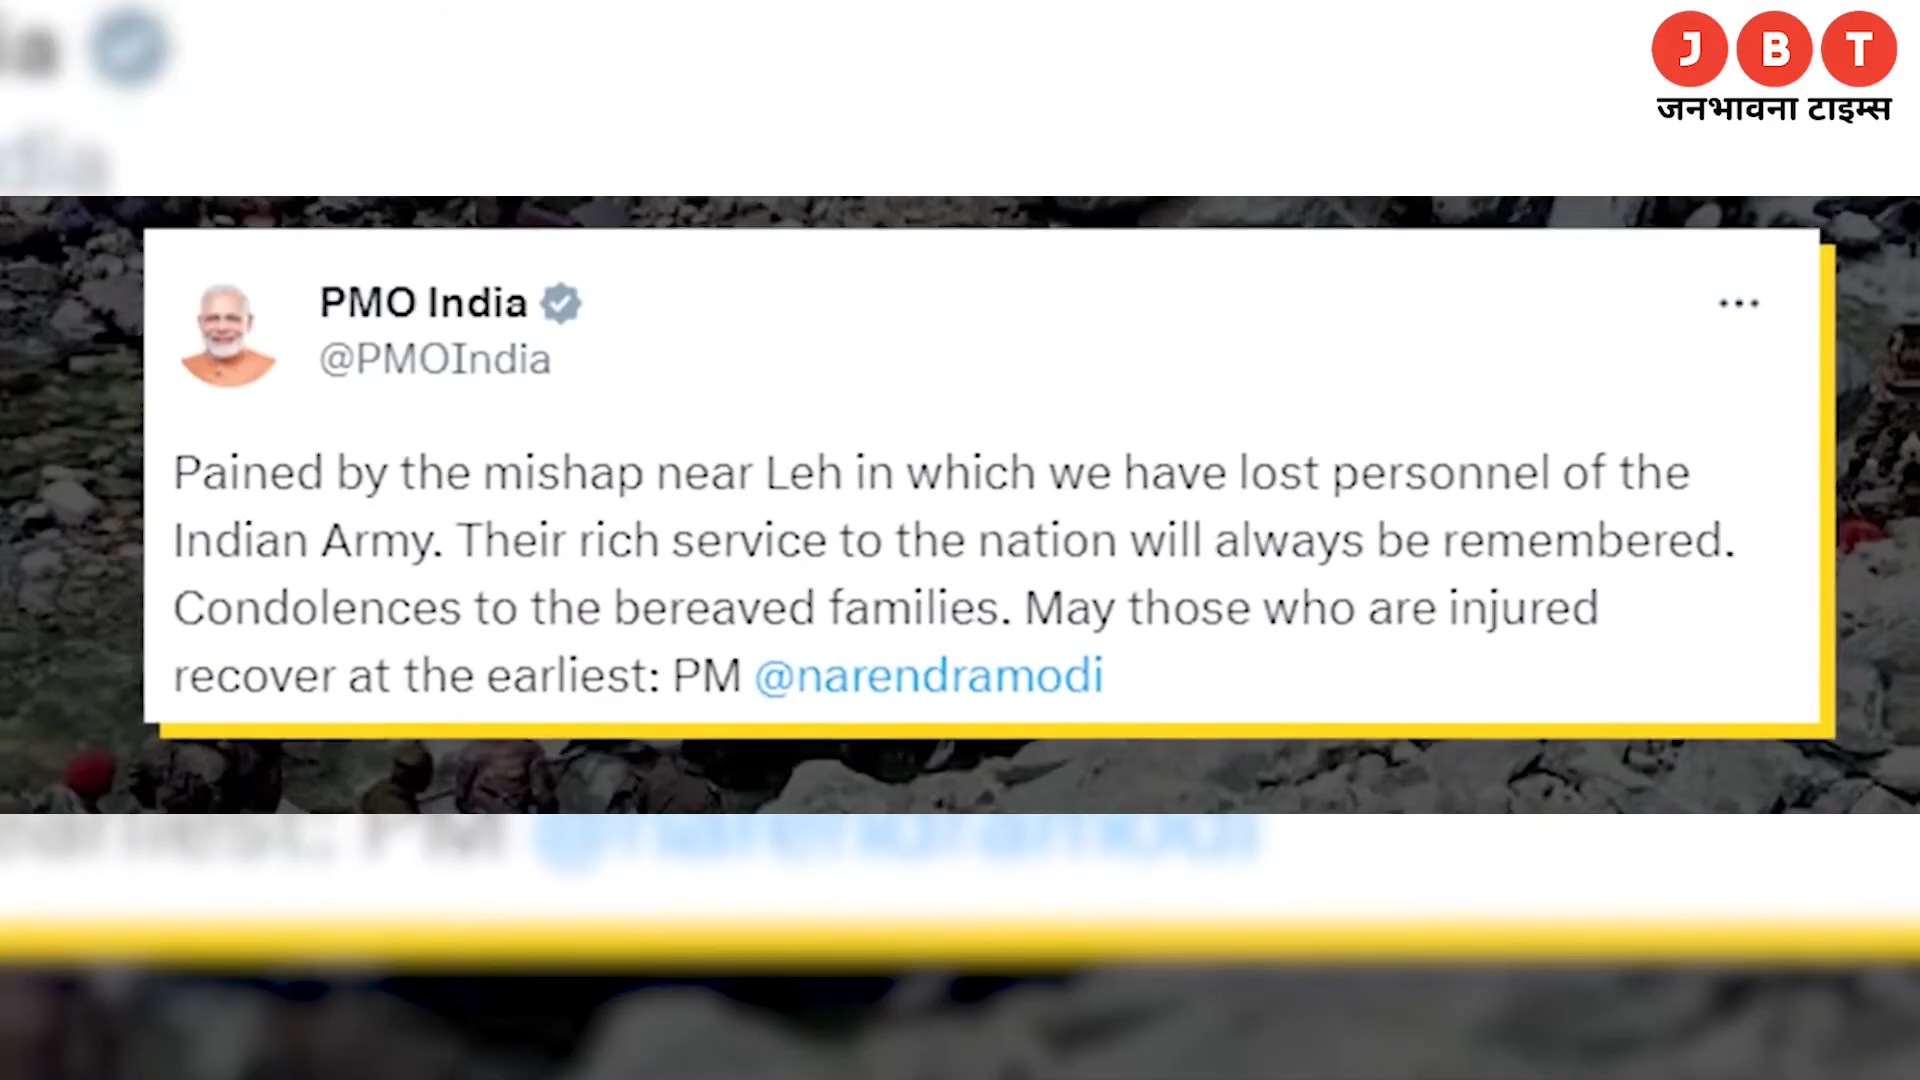 J B T
जनभावना टाइम्स
PMO India
@PMOIndia
Pained by the mishap near Leh in which we have lost personnel of the
Indian Army. Their rich service to the nation will always be remembered.
Condolences to the bereaved families. May those who are injured
recover at the earliest: PM @narendramodi